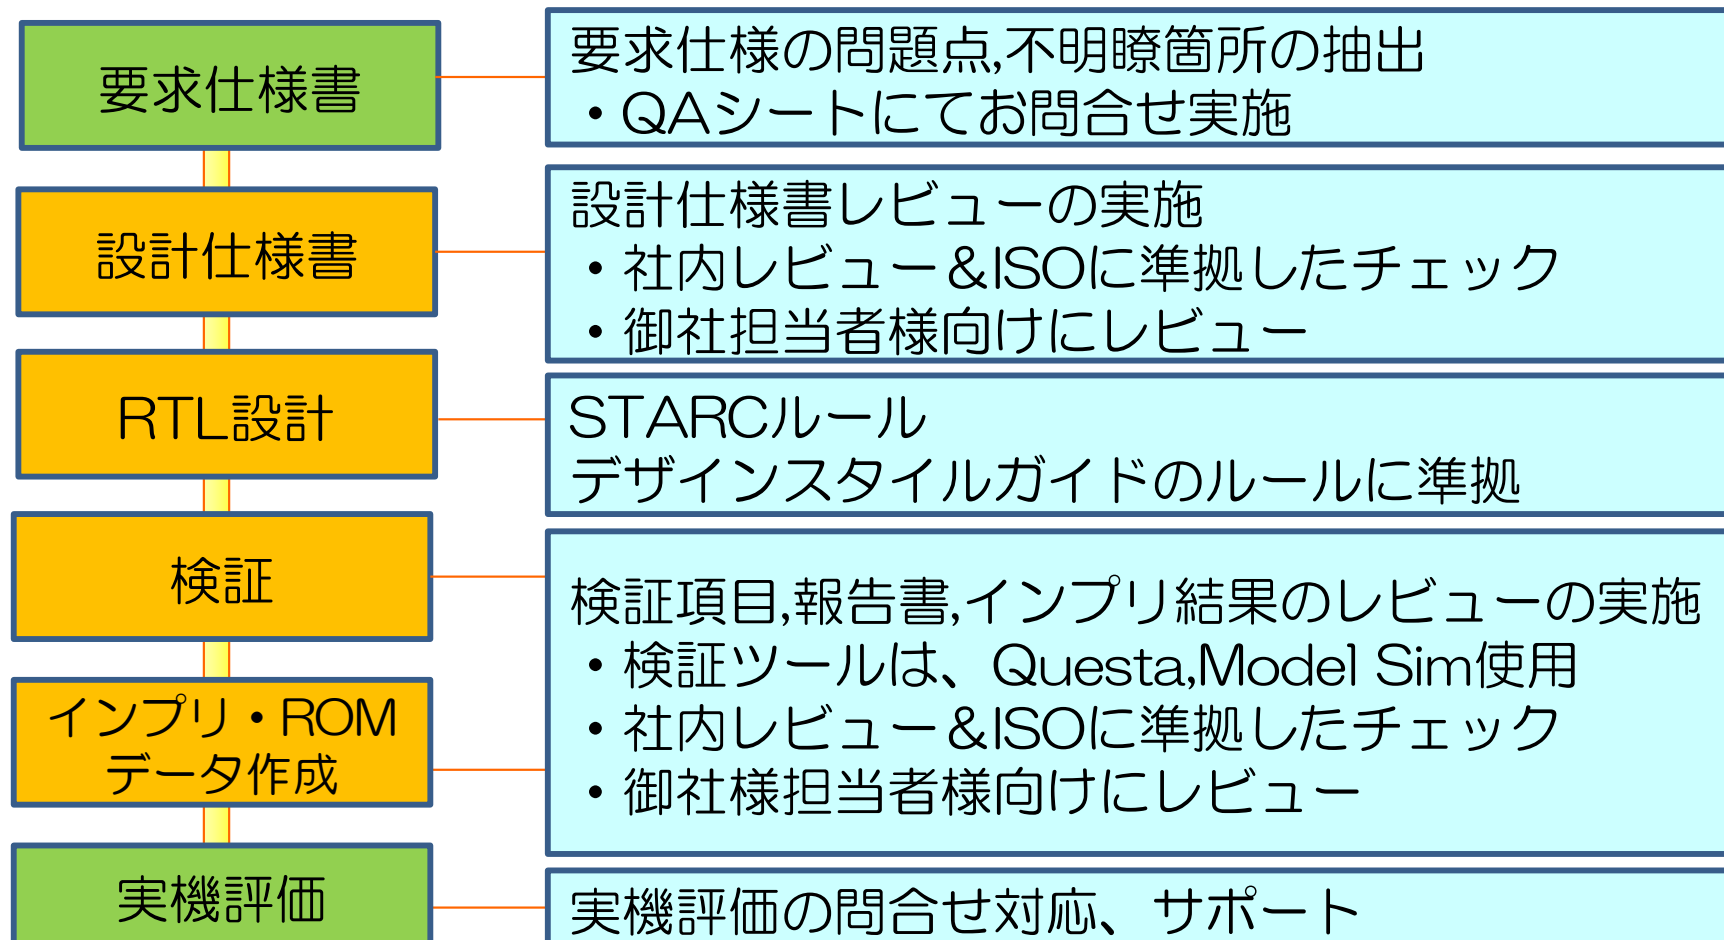 要求仕様書
要求仕様の問題点,不明瞭箇所の抽出
・QAシートにてお問合せ実施
設計仕様書
設計仕様書レビューの実施
・社内レビュー&ISOに準拠したチェック
・御社担当者様向けにレビュー
RTL設計
STARCルール
デザインスタイルガイドのルールに準拠
検証
インプリ・ROM
データ作成
検証項目,報告書,インプリ結果のレビューの実施
・検証ツールは、Questa,Model Sim使用
・社内レビュー&ISOに準拠したチェック
・御社様担当者様向けにレビュー
実機評価
実機評価の問合せ対応、サポート